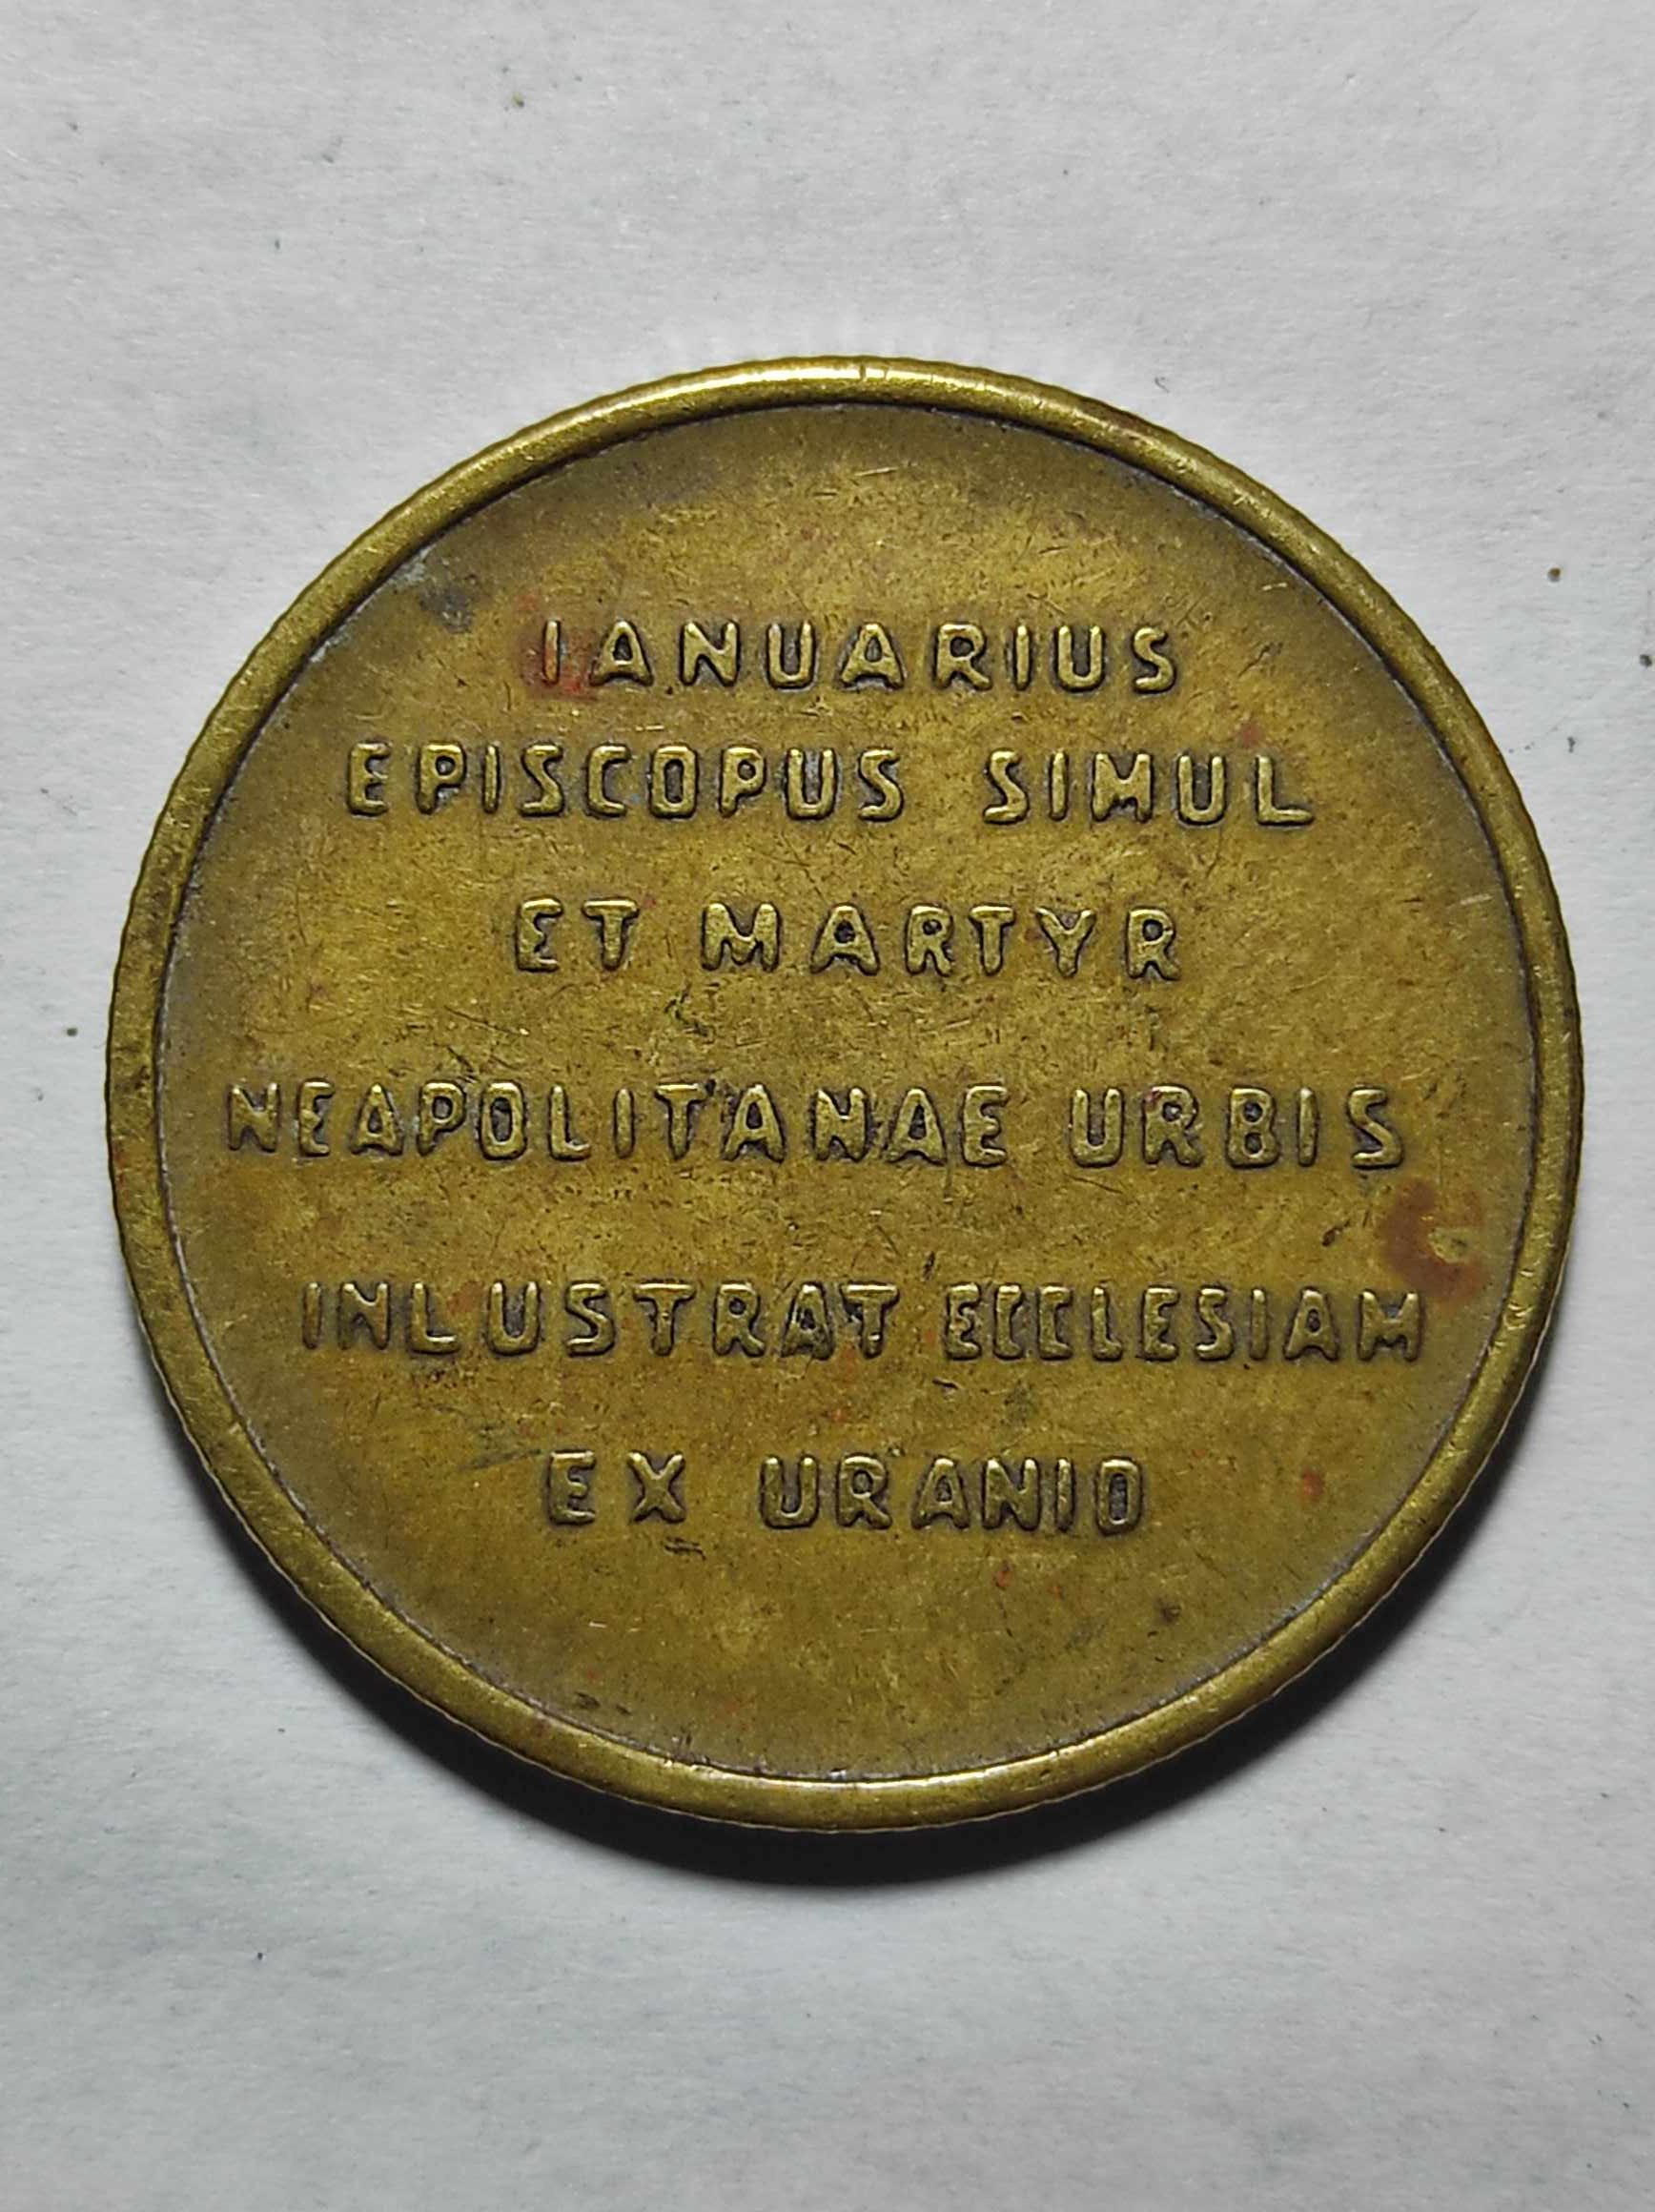 IANUARIUS
EPISCOPUS SIMUL
ET MARTYR
NEAPOLITANAE URBIS
INLUSTRAT ECCLESIAM
EX URANIO